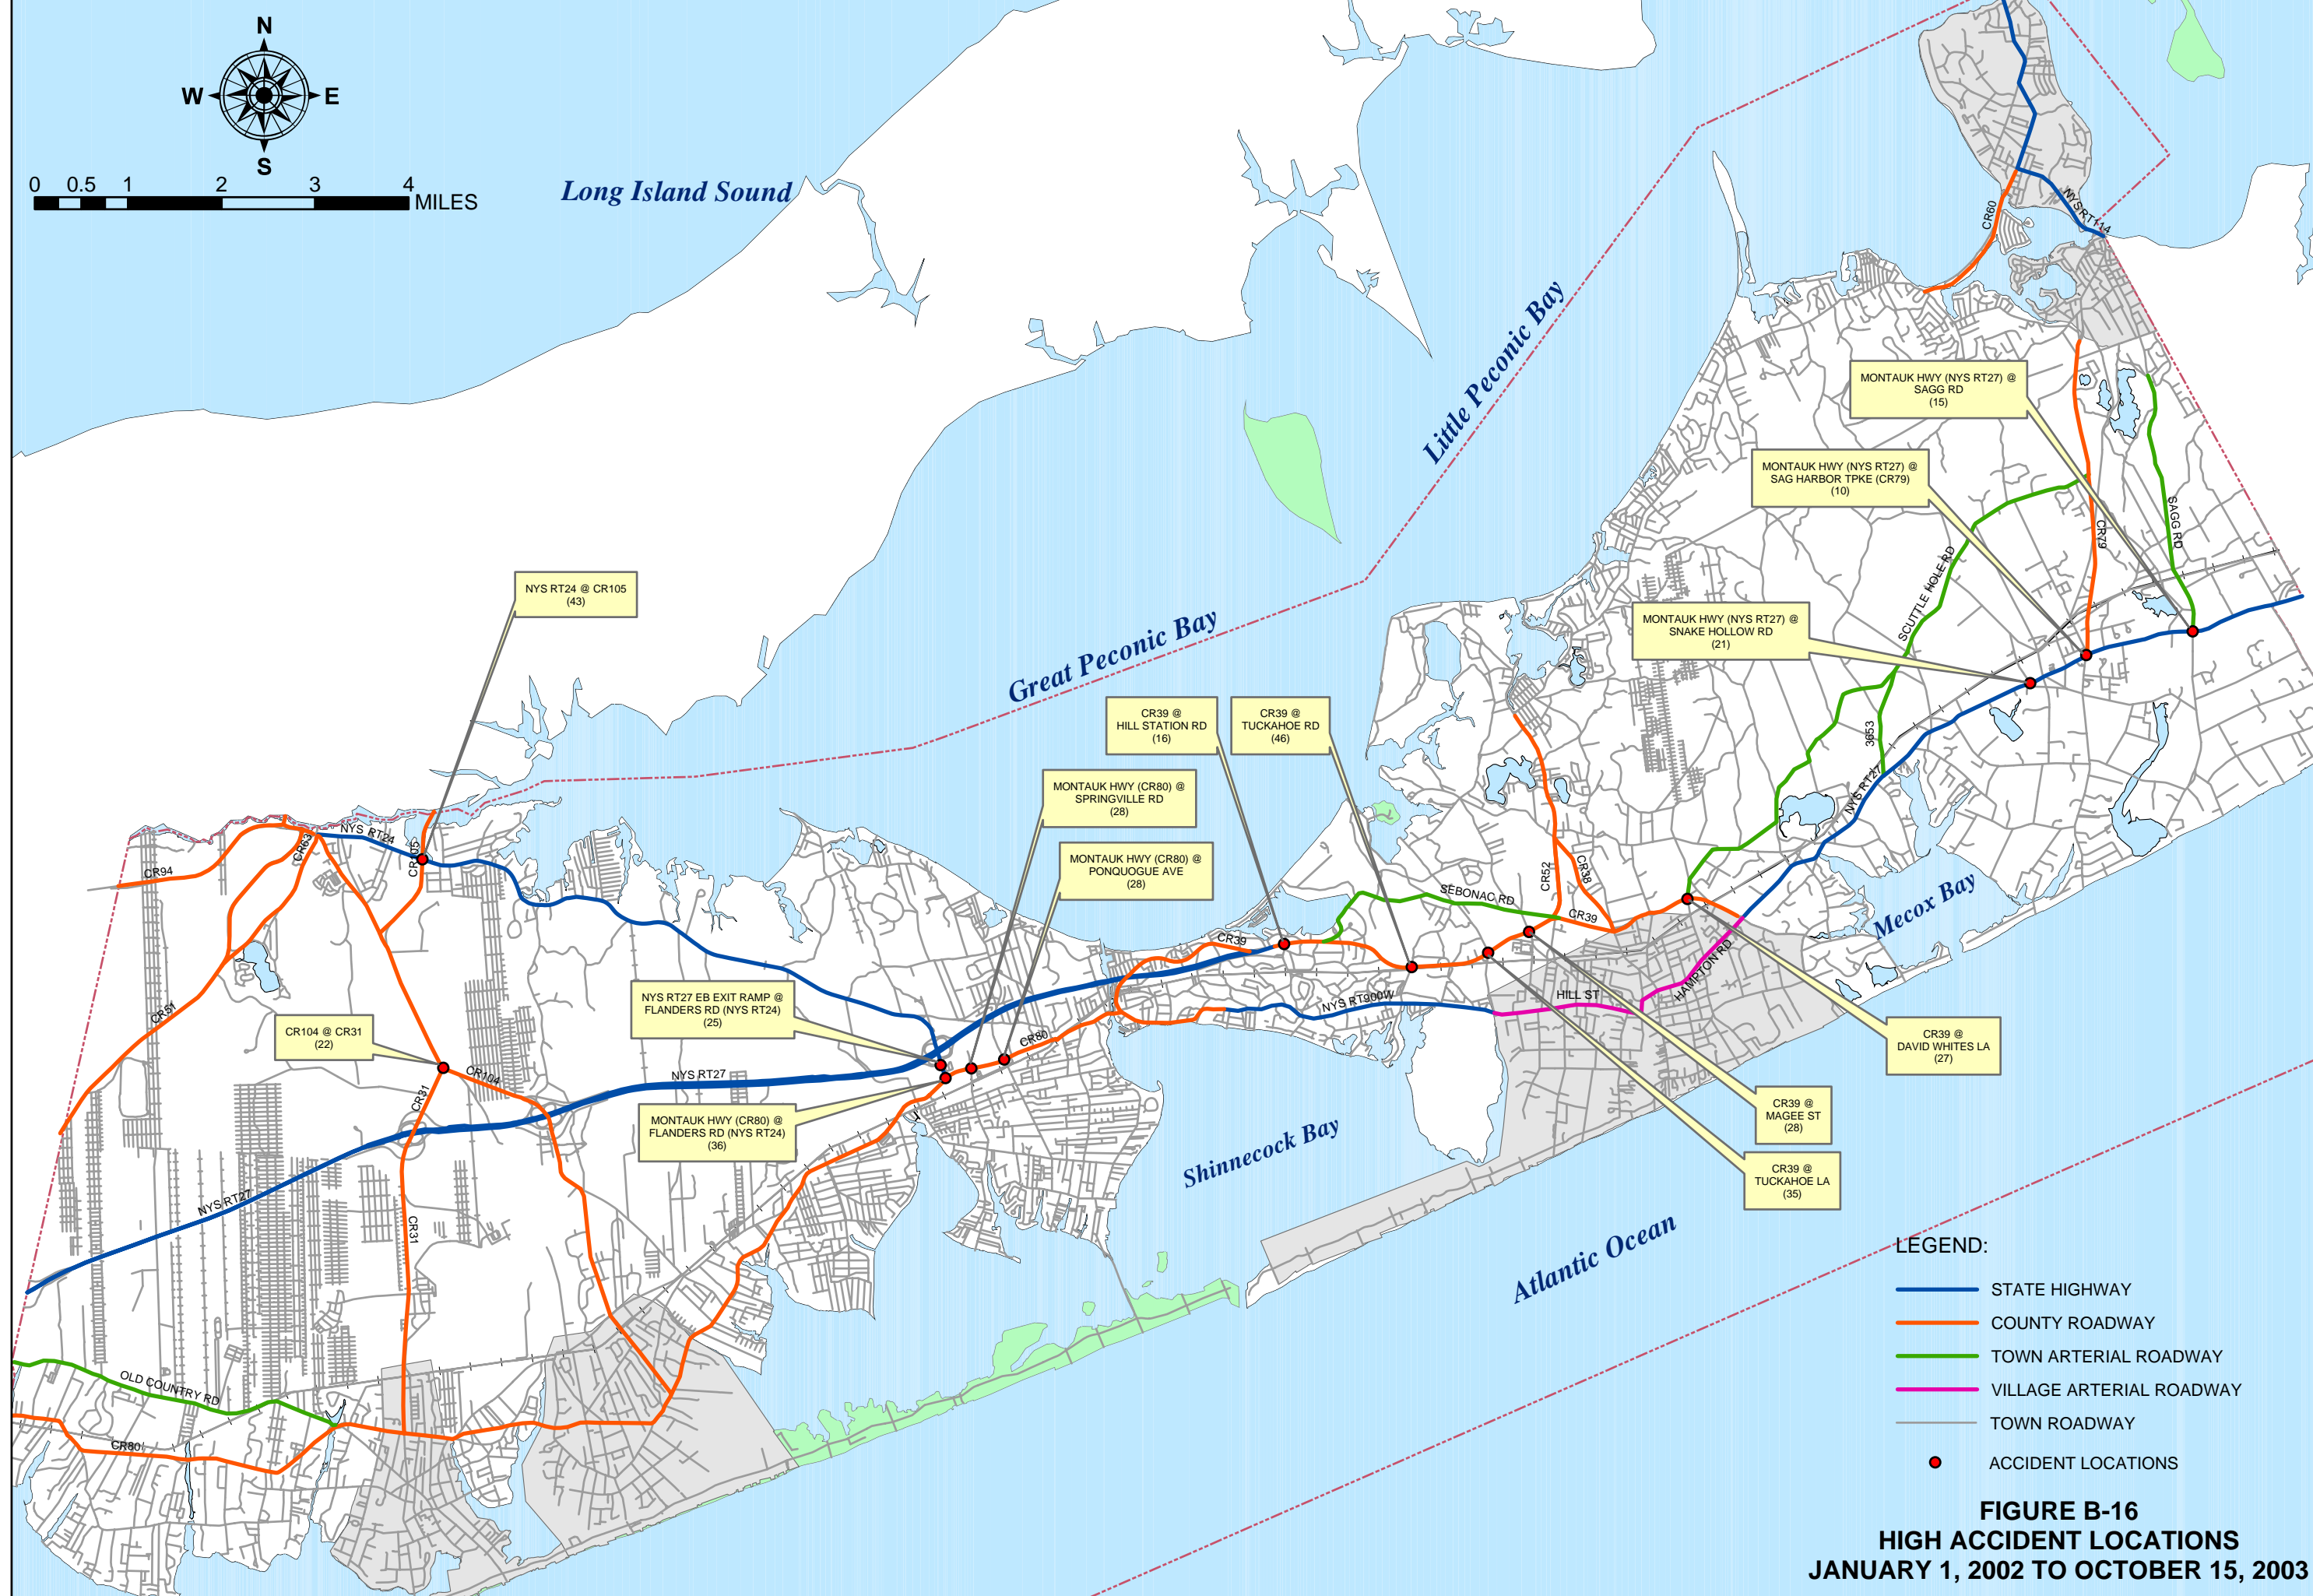 N
W
E
S
0 0.5 1 2 3 4
MILES
Long Island Sound
Little Peconic Bay
Great Peconic Bay
Mecox Bay
Shinnecock Bay
Atlantic Ocean
CR60
NYSRT114
MONTAUK HWY (NYS RT27) @
SAGG RD
(15)
MONTAUK HWY (NYS RT27) @
SAG HARBOR TPKE (CR79)
(10)
CR79
SAGG RD
SCUTTLE HOLE RD
MONTAUK HWY (NYS RT27) @
SNAKE HOLLOW RD
(21)
3653
NYS RT27
NYS RT24 @ CR105
(43)
CR39 @
HILL STATION RD
(16)
CR39 @
TUCKAHOE RD
(46)
MONTAUK HWY (CR80) @
SPRINGVILLE RD
(28)
MONTAUK HWY (CR80) @
PONQUOGUE AVE
(28)
NYS RT24
CR63
CR105
CR94
CR51
CR52
CR38
SEBONAC RD
CR39
CR39
HAMPTON RD
HILL ST
NYS RT900W
NYS RT27 EB EXIT RAMP @
FLANDERS RD (NYS RT24)
(25)
CR104 @ CR31
(22)
CR104
CR31
NYS RT27
CR80
MONTAUK HWY (CR80) @
FLANDERS RD (NYS RT24)
(36)
CR39 @
DAVID WHITES LA
(27)
CR39 @
MAGEE ST
(28)
CR39 @
TUCKAHOE LA
(35)
NYS RT27
CR31
OLD COUNTRY RD
CR80
LEGEND:
STATE HIGHWAY
COUNTY ROADWAY
TOWN ARTERIAL ROADWAY
VILLAGE ARTERIAL ROADWAY
TOWN ROADWAY
ACCIDENT LOCATIONS
FIGURE B-16
HIGH ACCIDENT LOCATIONS
JANUARY 1, 2002 TO OCTOBER 15, 2003